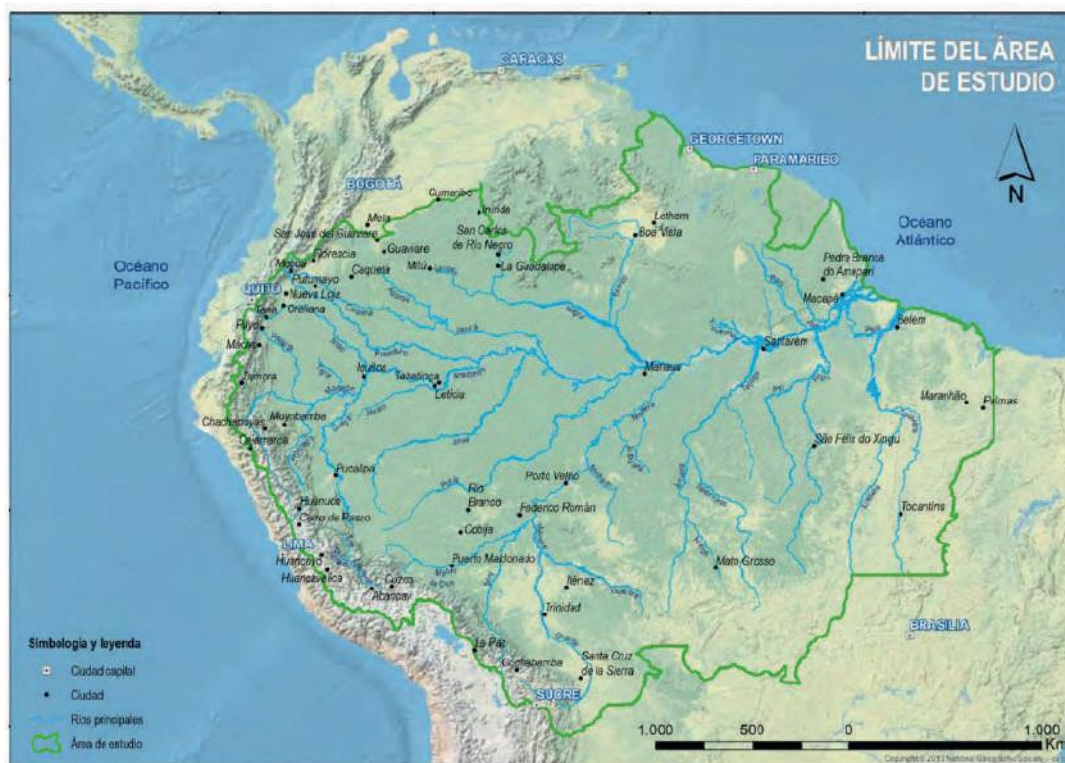 LÍMITE DEL ÁREA
DE ESTUDIO
N
CARACAS
GEORGETOWN
PARAMARIBO
BOGOTÁ
Océano
Atlántico
Océano
Pacífico
Cumaribo
Inírida
Meta
San José del Guaviare
San Carlos
de Río Negro
Lethem
Boa Vista
Guaviare
Florencia
Mocoa
Mitú
La Guadalupe
Caquetá
Putumayo
Pedra Branca
do Amapari
QUITO
Nueva Loja
Orellana
Macapá
Tena
Puyo
Belem
Macas
Santarém
Manaus
Iquitos
Tabatinga
Leticia
Zamora
Maranhão
Palmas
Chachapoyas
Moyobamba
Cajamarca
São Félix do Xingu
Pucallpa
Porto Velho
Rio
Branco
Federico Román
Huánuco
Cerro de Pasco
Cobija
Tocantins
LIMA
Huancayo
Huancavelica
Puerto Maldonado
Mato Grosso
Cuzco
Abancay
Iténez
Trinidad
BRASILIA
La Paz
Cochabamba
Santa Cruz
de la Sierra
SUCRE
Simbología y leyenda
Ciudad capital
Ciudad
Ríos principales
Área de estudio
1.000 500 0 1.000
Km